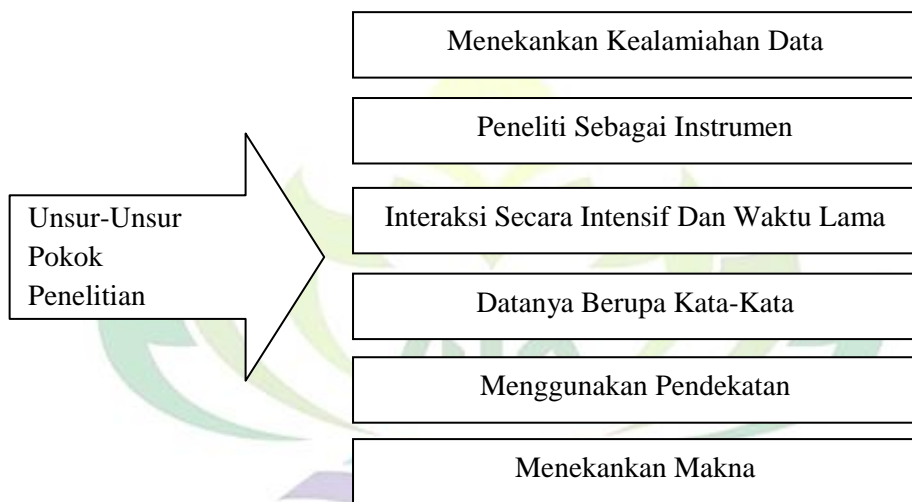 Menekankan Kealamiahan Data
Peneliti Sebagai Instrumen
Unsur-Unsur
Pokok
Penelitian
Interaksi Secara Intensif Dan Waktu Lama
Datanya Berupa Kata-Kata
Menggunakan Pendekatan
Menekankan Makna